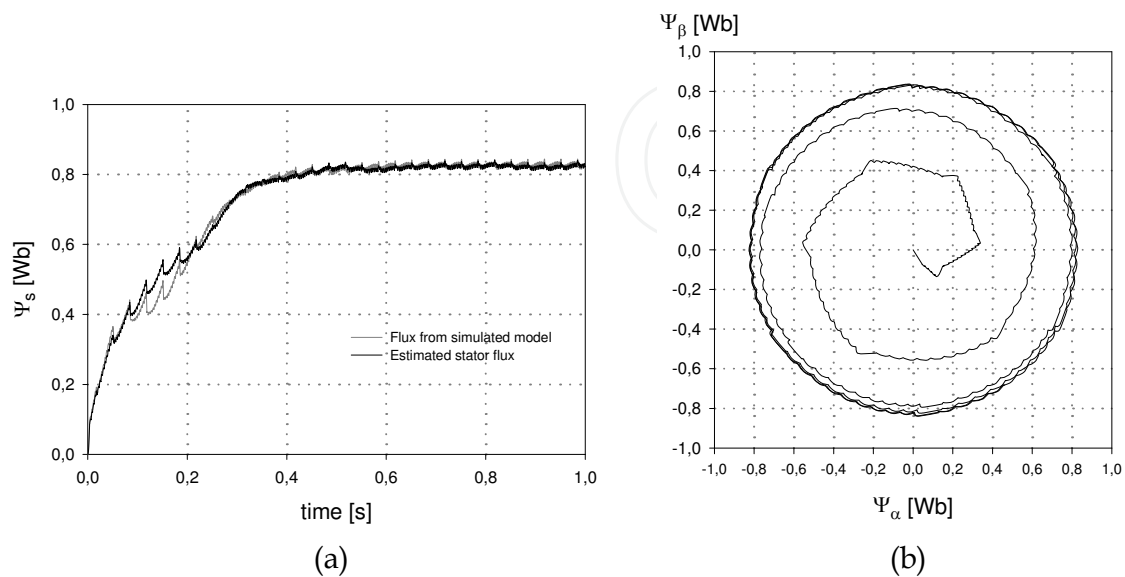 1,0
0,8
0,6
0,4
0,2
0,0
Ψs [Wb]
Flux from simulated model
Estimated stator flux
0,0 0,2 0,4 0,6 0,8 1,0
time [s]
(a)
Ψβ [Wb]
1,0
0,8
0,6
0,4
0,2
0,0
-0,2
-0,4
-0,6
-0,8
-1,0
-1,0 -0,8 -0,6 -0,4 -0,2 0,0 0,2 0,4 0,6 0,8 1,0
Ψα [Wb]
(b)